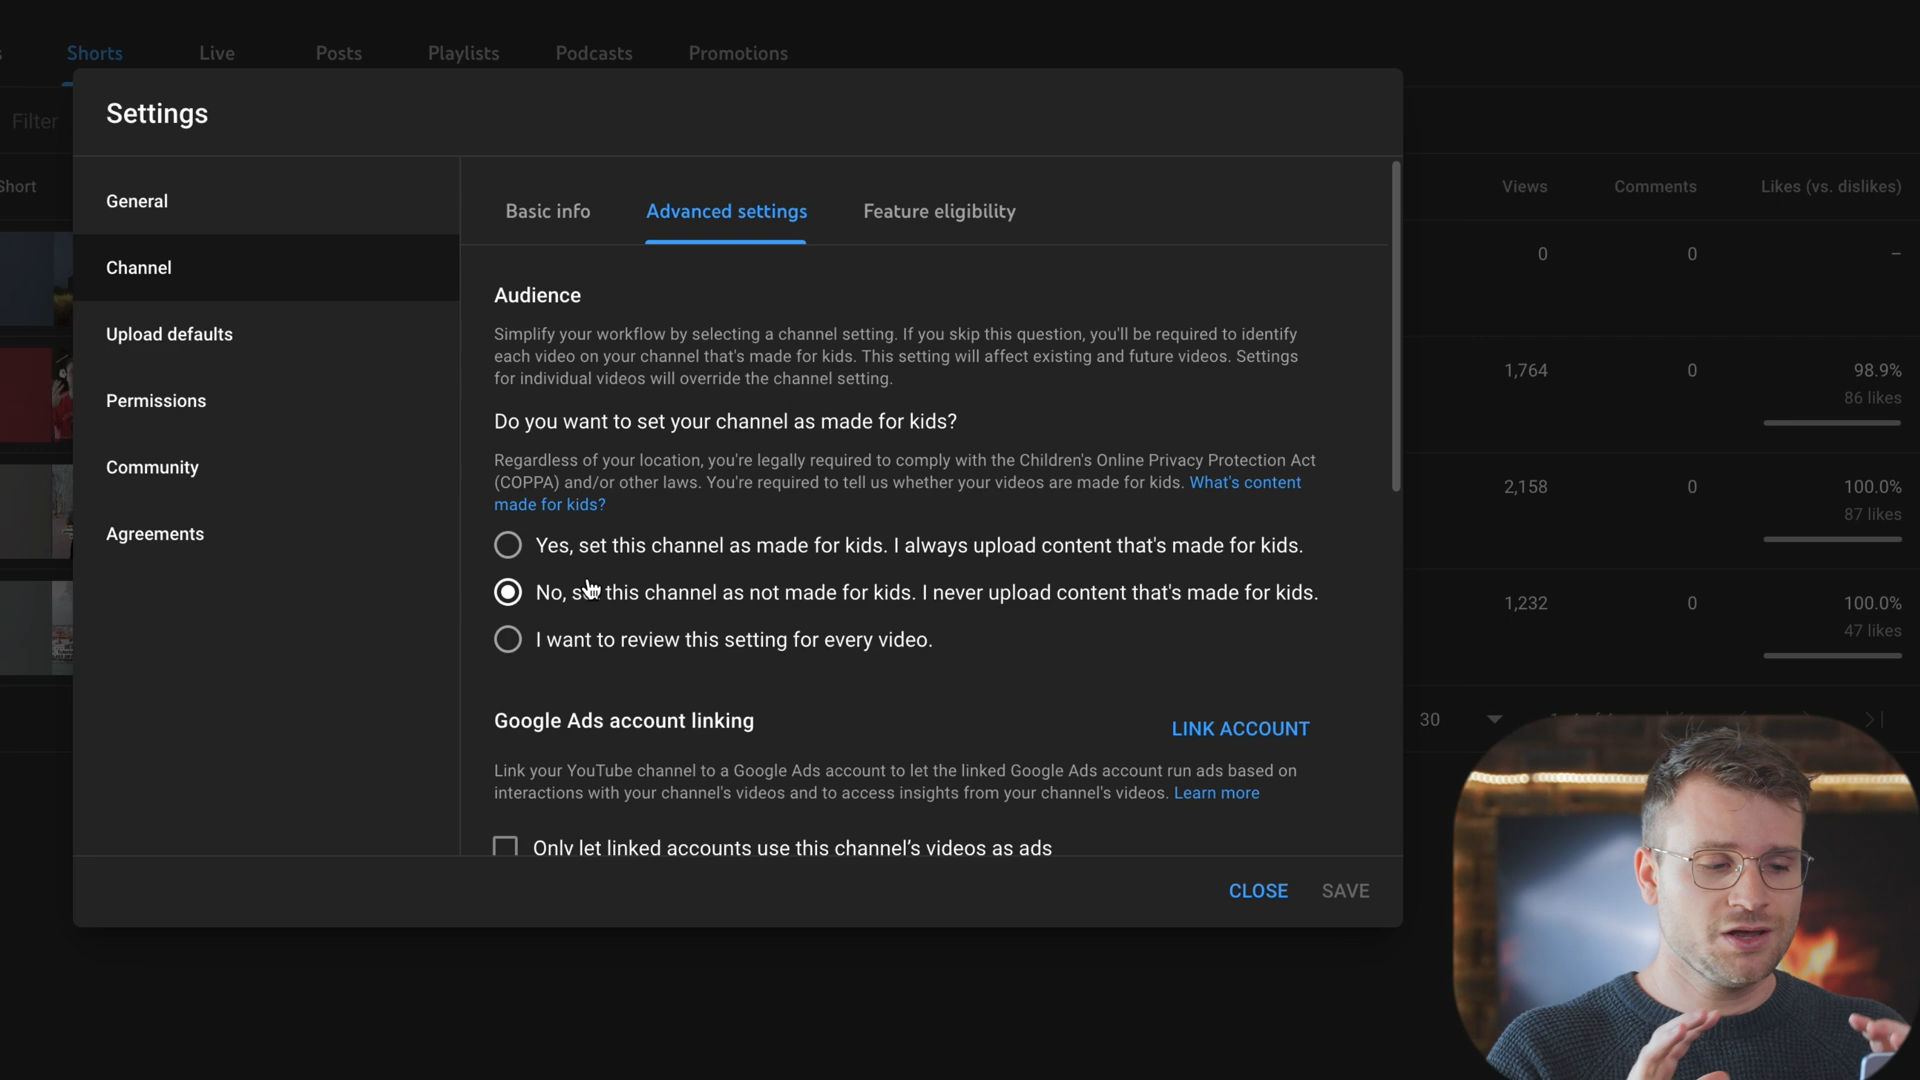 Shorts
Live
Posts
Playlists
Podcasts
Promotions
Filter
Settings
Short
Views
Comments
Likes (vs. dislikes)
General
Channel
Upload defaults
Permissions
Community
Agreements
Basic info
Advanced settings
Feature eligibility
Audience
Simplify your workflow by selecting a channel setting. If you skip this question, you'll be required to identify
each video on your channel that's made for kids. This setting will affect existing and future videos. Settings
for individual videos will override the channel setting.
Do you want to set your channel as made for kids?
Regardless of your location, you're legally required to comply with the Children's Online Privacy Protection Act
(COPPA) and/or other laws. You're required to tell us whether your videos are made for kids. What's content
made for kids?
Yes, set this channel as made for kids. I always upload content that's made for kids.
No, set this channel as not made for kids. I never upload content that's made for kids.
I want to review this setting for every video.
Google Ads account linking
LINK ACCOUNT
Link your YouTube channel to a Google Ads account to let the linked Google Ads account run ads based on
interactions with your channel's videos and to access insights from your channel's videos. Learn more
Only let linked accounts use this channel's videos as ads
CLOSE
SAVE
0
0
–
1,764
0
98.9%
86 likes
2,158
0
100.0%
87 likes
1,232
0
100.0%
47 likes
30